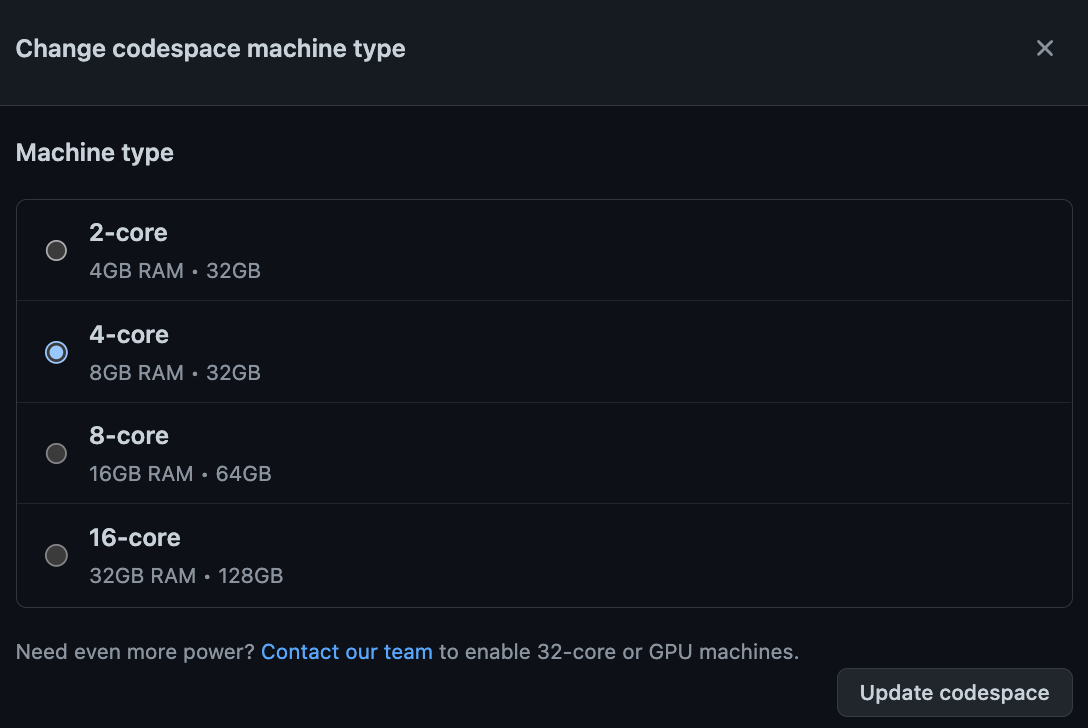 Change codespace machine type
Machine type
2-core
4GB RAM • 32GB
4-core
8GB RAM • 32GB
8-core
16GB RAM • 64GB
16-core
32GB RAM • 128GB
Need even more power? Contact our team to enable 32-core or GPU machines.
Update codespace